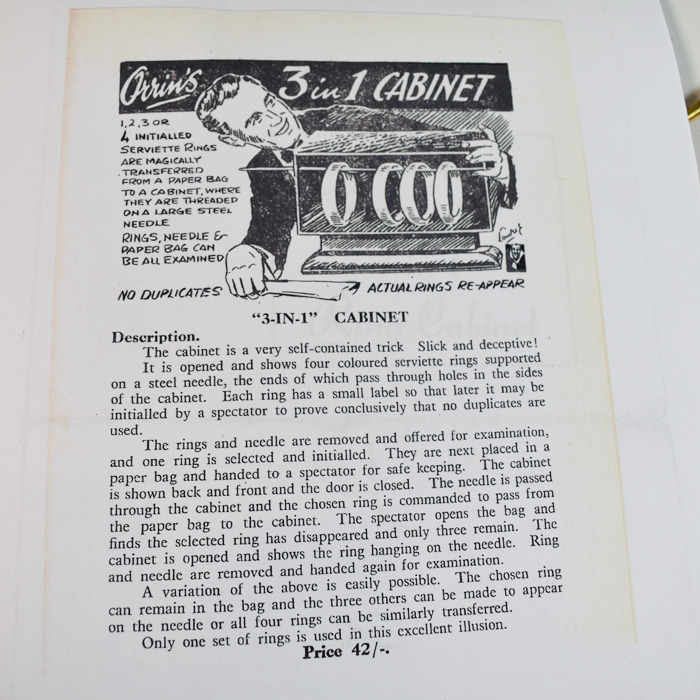 Orrin's 3 in 1 CABINET
1, 2, 3 OR
4 INITIALLED
SERVIETTE RINGS
ARE MAGICALLY
TRANSFERRED
FROM A PAPER BAG
TO A CABINET, WHERE
THEY ARE THREADED
ON A LARGE STEEL
NEEDLE
RINGS, NEEDLE &
PAPER BAG CAN
BE ALL EXAMINED
NO DUPLICATES
ACTUAL RINGS RE-APPEAR
"3-IN-1" CABINET
Description.
The cabinet is a very self-contained trick Slick and deceptive!
It is opened and shows four coloured serviette rings supported
on a steel needle, the ends of which pass through holes in the sides
of the cabinet. Each ring has a small label so that later it may be
initialled by a spectator to prove conclusively that no duplicates are
used.
The rings and needle are removed and offered for examination,
and one ring is selected and initialled. They are next placed in a
paper bag and handed to a spectator for safe keeping. The cabinet
is shown back and front and the door is closed. The needle is passed
through the cabinet and the chosen ring is commanded to pass from
the paper bag to the cabinet. The spectator opens the bag and
finds the selected ring has disappeared and only three remain. The
cabinet is opened and shows the ring hanging on the needle. Ring
and needle are removed and handed again for examination.
A variation of the above is easily possible. The chosen ring
can remain in the bag and the three others can be made to appear
on the needle or all four rings can be similarly transferred.
Only one set of rings is used in this excellent illusion.
Price 42/-.